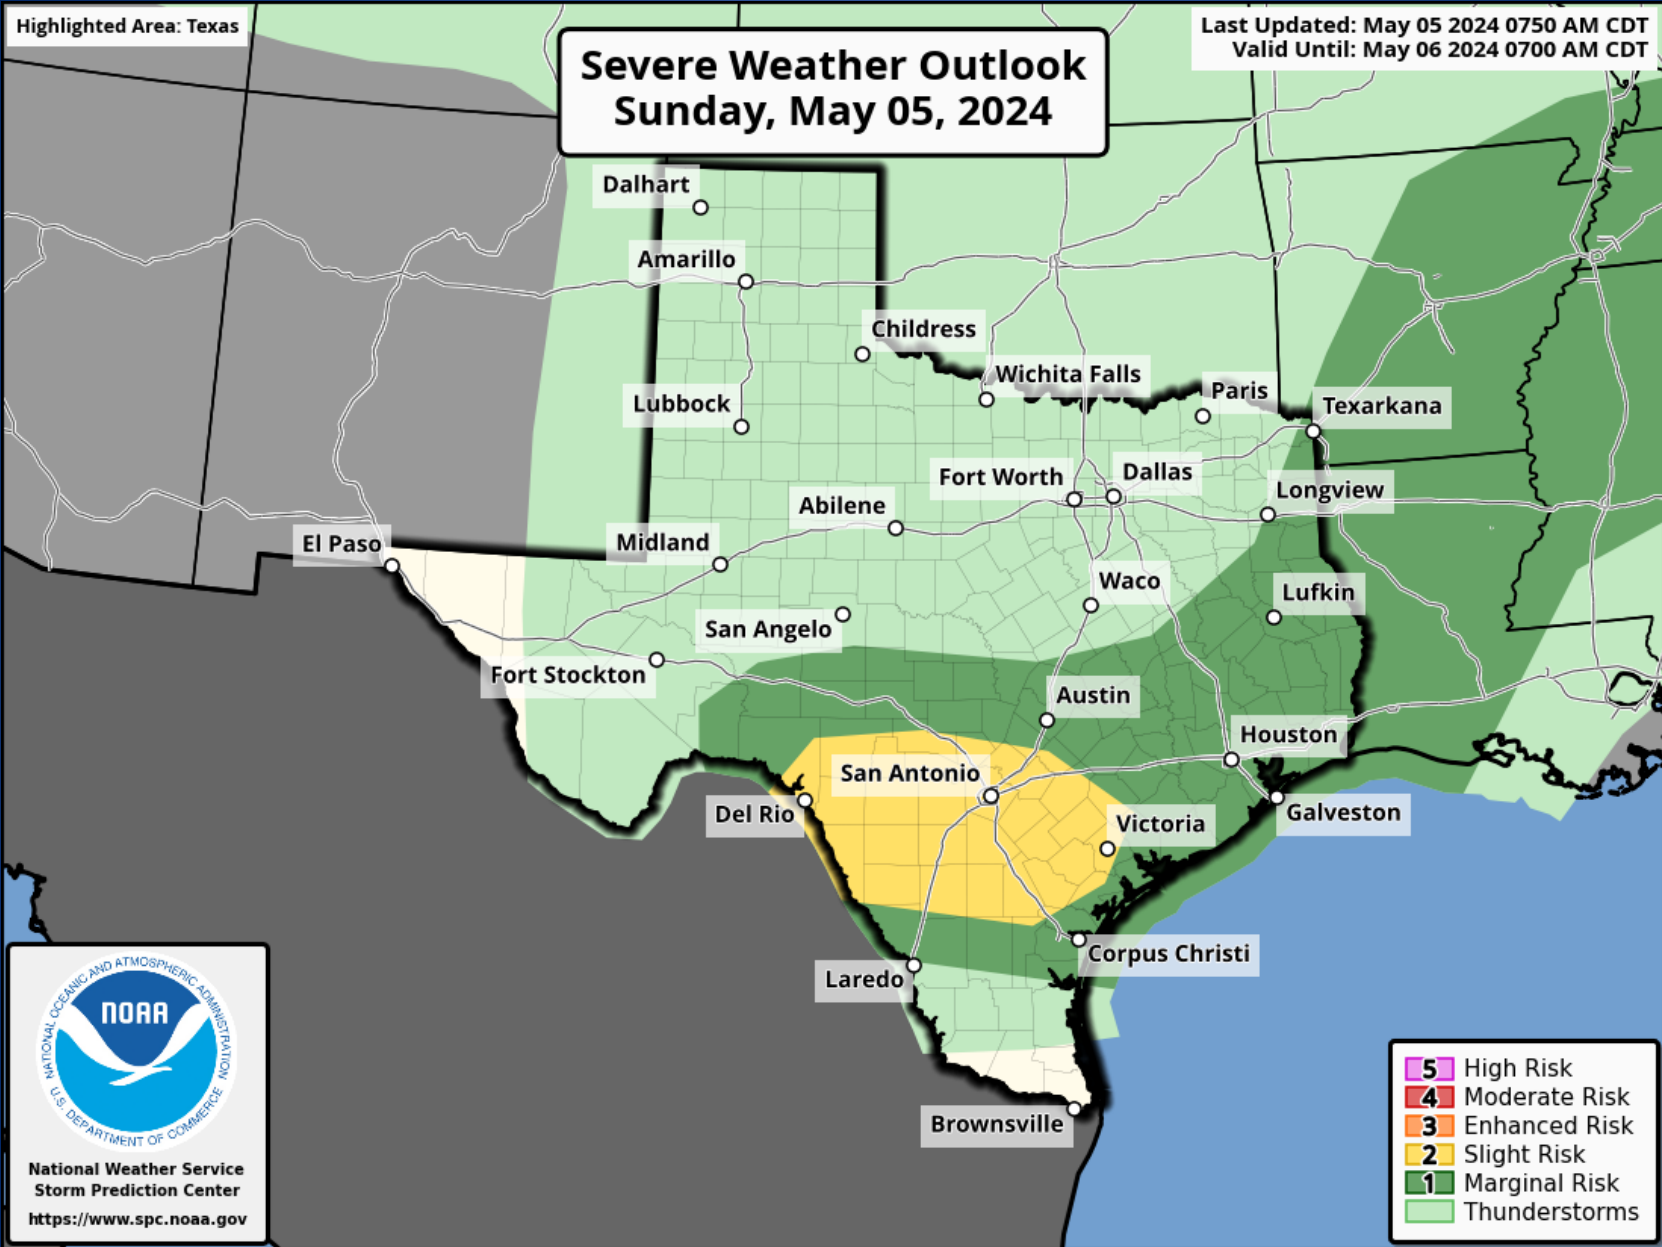 Highlighted Area: Texas
Last Updated: May 05 2024 0750 AM CDT
Valid Until: May 06 2024 0700 AM CDT
Severe Weather Outlook
Sunday, May 05, 2024
Dalhart
Amarillo
Childress
Wichita Falls
Paris
Lubbock
Texarkana
Fort Worth
Dallas
Longview
Abilene
El Paso
Midland
Waco
Lufkin
San Angelo
Fort Stockton
Austin
Houston
San Antonio
Del Rio
Victoria
Galveston
Corpus Christi
Laredo
Brownsville
NATIONAL OCEANIC AND ATMOSPHERIC ADMINISTRATION
NOAA
U.S. DEPARTMENT OF COMMERCE
National Weather Service
Storm Prediction Center
https://www.spc.noaa.gov
5 High Risk
4 Moderate Risk
3 Enhanced Risk
2 Slight Risk
1 Marginal Risk
Thunderstorms